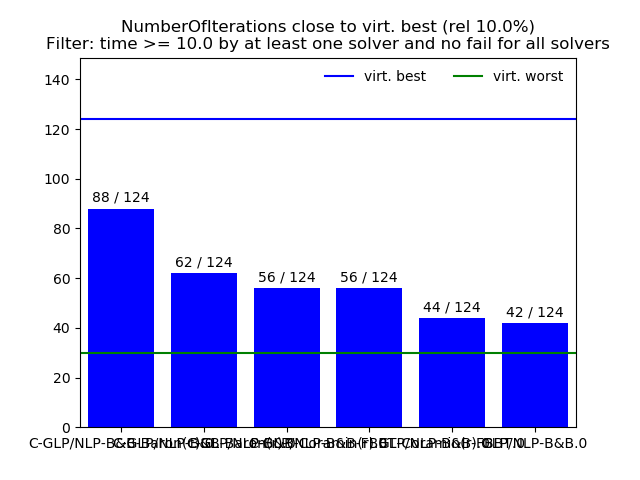 NumberOfIterations close to virt. best (rel 10.0%)
Filter: time >= 10.0 by at least one solver and no fail for all solvers
virt. best
virt. worst
140
120
100
80
60
40
20
0
88 / 124
62 / 124
56 / 124
56 / 124
44 / 124
42 / 124
C-GLP/NLP-B&B